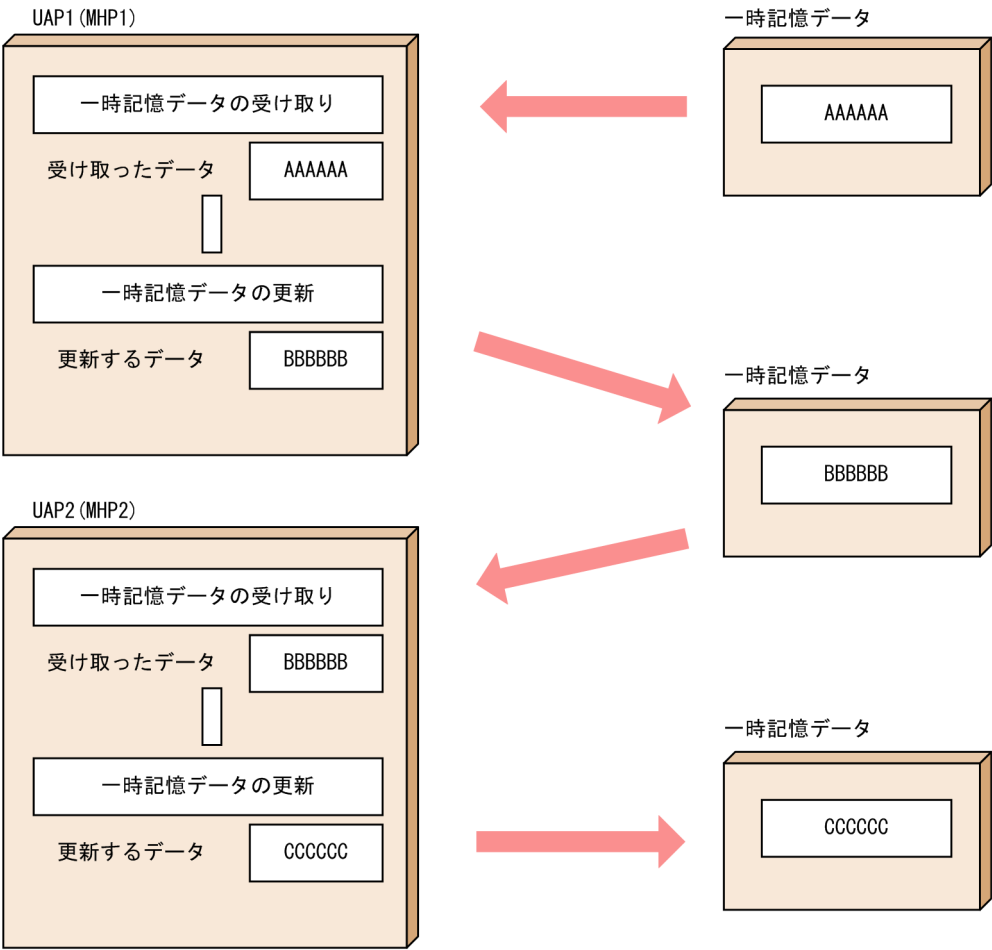 UAP1(MHP1)
一時記憶データ
一時記憶データの受け取り
AAAAAA
受け取ったデータ
AAAAAA
一時記憶データの更新
更新するデータ
BBBBBB
一時記憶データ
BBBBBB
UAP2(MHP2)
一時記憶データの受け取り
受け取ったデータ
BBBBBB
一時記憶データ
一時記憶データの更新
CCCCCC
更新するデータ
CCCCCC